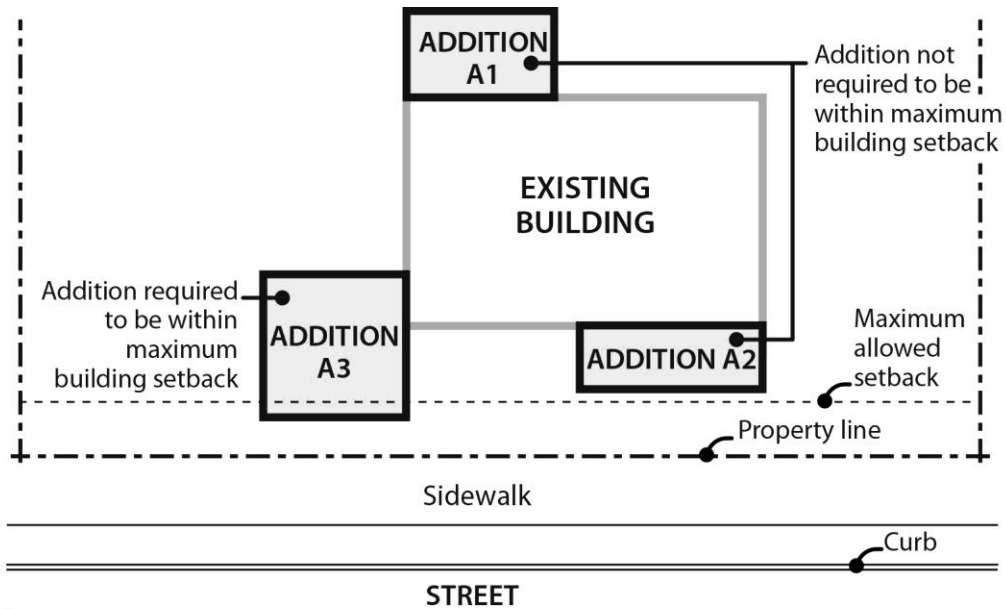 ADDITION
A1
Addition not
required to be
within maximum
building setback
EXISTING
BUILDING
Addition required
to be within
maximum
building setback
ADDITION
A3
ADDITION A2
Maximum
allowed
setback
Property line
Sidewalk
Curb
STREET